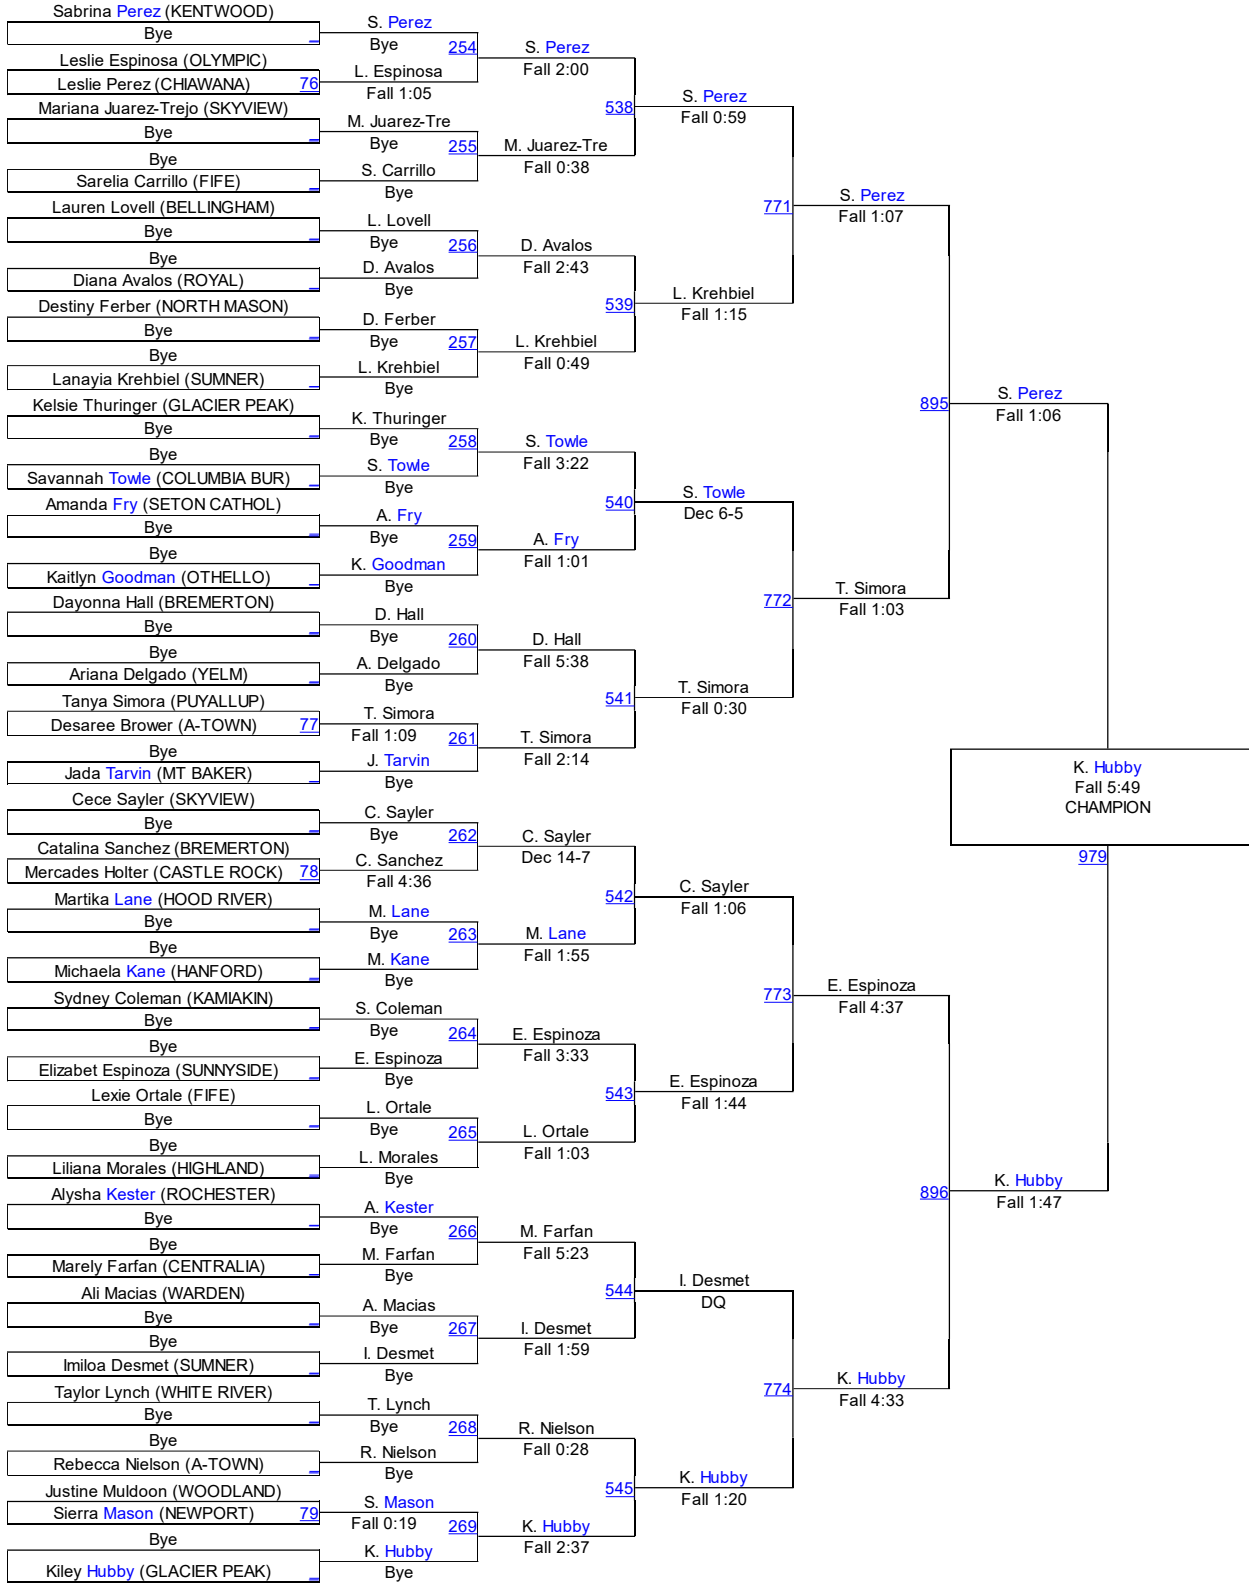 Sabrina Perez (KENTWOOD)
Bye
Leslie Espinosa (OLYMPIC)
Leslie Perez (CHIAWANA) 76
Mariana Juarez-Trejo (SKYVIEW)
Bye
Bye
Sarelia Carrillo (FIFE)
Lauren Lovell (BELLINGHAM)
Bye
Bye
Diana Avalos (ROYAL)
Destiny Ferber (NORTH MASON)
Bye
Bye
Lanayia Krehbiel (SUMNER)
Kelsie Thuringer (GLACIER PEAK)
Bye
Bye
Savannah Towle (COLUMBIA BUR)
Amanda Fry (SETON CATHOL)
Bye
Bye
Kaitlyn Goodman (OTHELLO)
Dayonna Hall (BREMERTON)
Bye
Bye
Ariana Delgado (YELM)
Tanya Simora (PUYALLUP)
Desaree Brower (A-TOWN) 77
Bye
Jada Tarvin (MT BAKER)
Cece Sayler (SKYVIEW)
Bye
Catalina Sanchez (BREMERTON)
Mercades Holter (CASTLE ROCK) 78
Martika Lane (HOOD RIVER)
Bye
Bye
Michaela Kane (HANFORD)
Sydney Coleman (KAMIAKIN)
Bye
Bye
Elizabet Espinoza (SUNNYSIDE)
Lexie Ortale (FIFE)
Bye
Bye
Liliana Morales (HIGHLAND)
Alysha Kester (ROCHESTER)
Bye
Bye
Marely Farfan (CENTRALIA)
Ali Macias (WARDEN)
Bye
Bye
Imiloa Desmet (SUMNER)
Taylor Lynch (WHITE RIVER)
Bye
Bye
Rebecca Nielson (A-TOWN)
Justine Muldoon (WOODLAND)
Sierra Mason (NEWPORT) 79
Bye
Kiley Hubby (GLACIER PEAK)
S. Perez
Bye 254
L. Espinosa
Fall 1:05
M. Juarez-Tre
Bye 255
S. Carrillo
Bye
L. Lovell
Bye 256
D. Avalos
Bye
D. Ferber
Bye 257
L. Krehbiel
Bye
K. Thuringer
Bye 258
S. Towle
Bye
A. Fry
Bye 259
K. Goodman
Bye
D. Hall
Bye 260
A. Delgado
Bye
T. Simora
Fall 1:09 261
J. Tarvin
Bye
C. Sayler
Bye 262
C. Sanchez
Fall 4:36
M. Lane
Bye 263
M. Kane
Bye
S. Coleman
Bye 264
E. Espinoza
Bye
L. Ortale
Bye 265
L. Morales
Bye
A. Kester
Bye 266
M. Farfan
Bye
A. Macias
Bye 267
I. Desmet
Bye
T. Lynch
Bye 268
R. Nielson
Bye
S. Mason
Fall 0:19 269
K. Hubby
Bye
S. Perez
Fall 2:00
538
M. Juarez-Tre
Fall 0:38
D. Avalos
Fall 2:43
539
L. Krehbiel
Fall 0:49
S. Towle
Fall 3:22
540
A. Fry
Fall 1:01
D. Hall
Fall 5:38
541
T. Simora
Fall 2:14
C. Sayler
Dec 14-7
542
M. Lane
Fall 1:55
E. Espinoza
Fall 3:33
543
L. Ortale
Fall 1:03
M. Farfan
Fall 5:23
544
I. Desmet
Fall 1:59
R. Nielson
Fall 0:28
545
K. Hubby
Fall 2:37
S. Perez
Fall 0:59
771
L. Krehbiel
Fall 1:15
S. Towle
Dec 6-5
772
T. Simora
Fall 0:30
C. Sayler
Fall 1:06
773
E. Espinoza
Fall 1:44
I. Desmet
DQ
774
K. Hubby
Fall 1:20
S. Perez
Fall 1:07
895
T. Simora
Fall 1:03
E. Espinoza
Fall 4:37
896
K. Hubby
Fall 4:33
S. Perez
Fall 1:06
K. Hubby
Fall 5:49
CHAMPION
979
K. Hubby
Fall 1:47